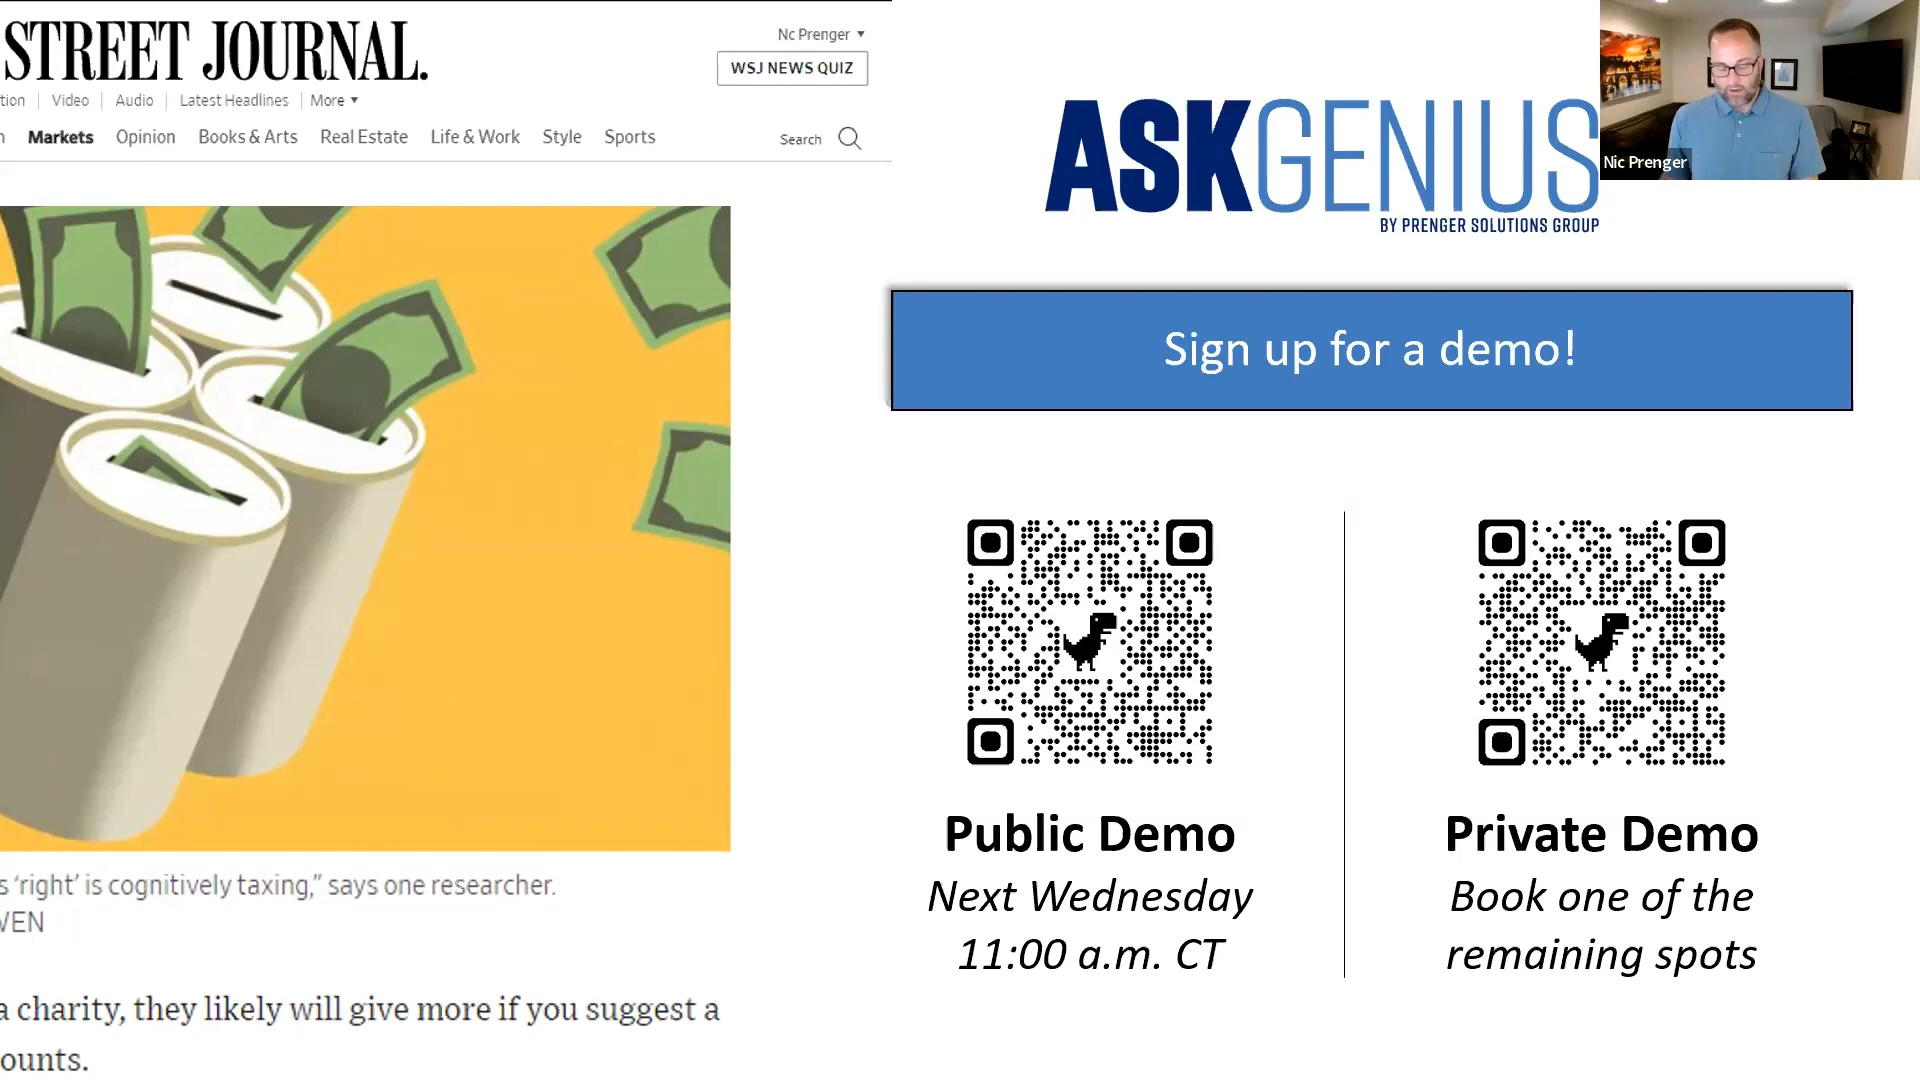 STREET JOURNAL.
Nc Prenger
WSJ NEWS QUIZ
tion Video Audio Latest Headlines More
Markets Opinion Books & Arts Real Estate Life & Work Style Sports
Search
s 'right' is cognitively taxing,” says one researcher.
WEN
a charity, they likely will give more if you suggest a
ounts.
ASKGENIUS
BY PRENGER SOLUTIONS GROUP
Nic Prenger
Sign up for a demo!
Public Demo
Next Wednesday
11:00 a.m. CT
Private Demo
Book one of the
remaining spots